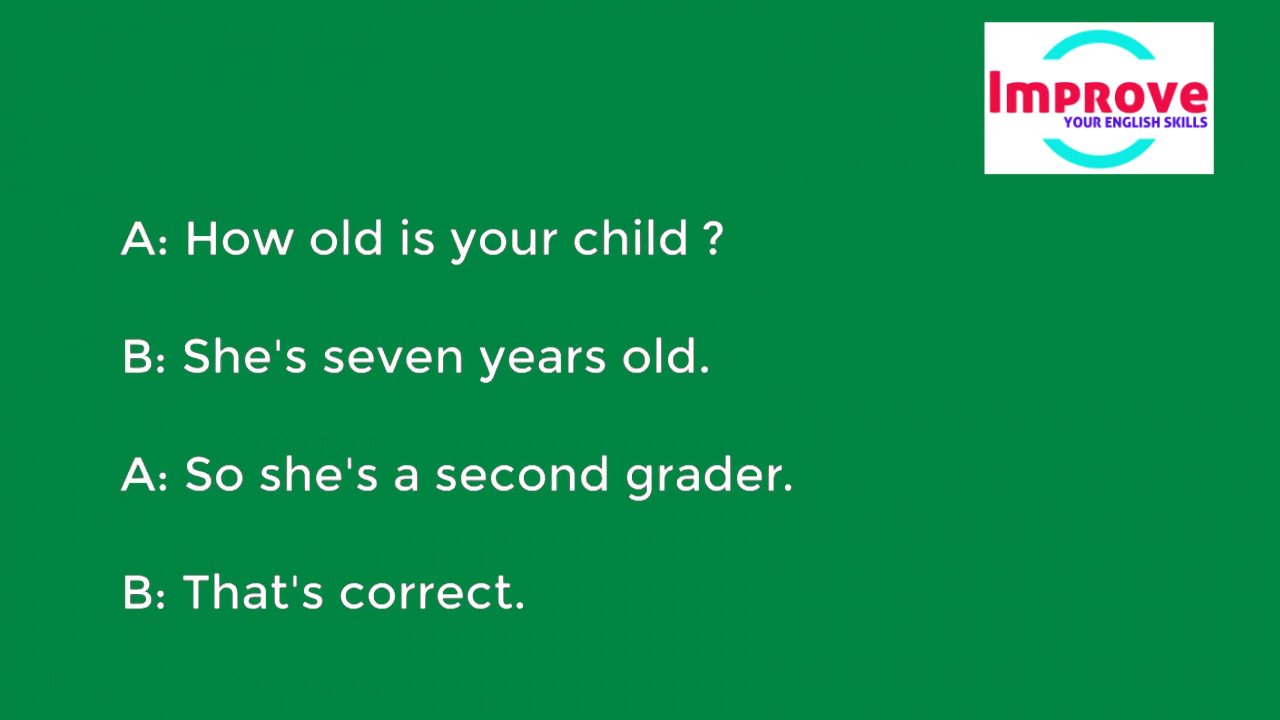 Improve
YOUR ENGLISH SKILLS
A: How old is your child ?
B: She's seven years old.
A: So she's a second grader.
B: That's correct.